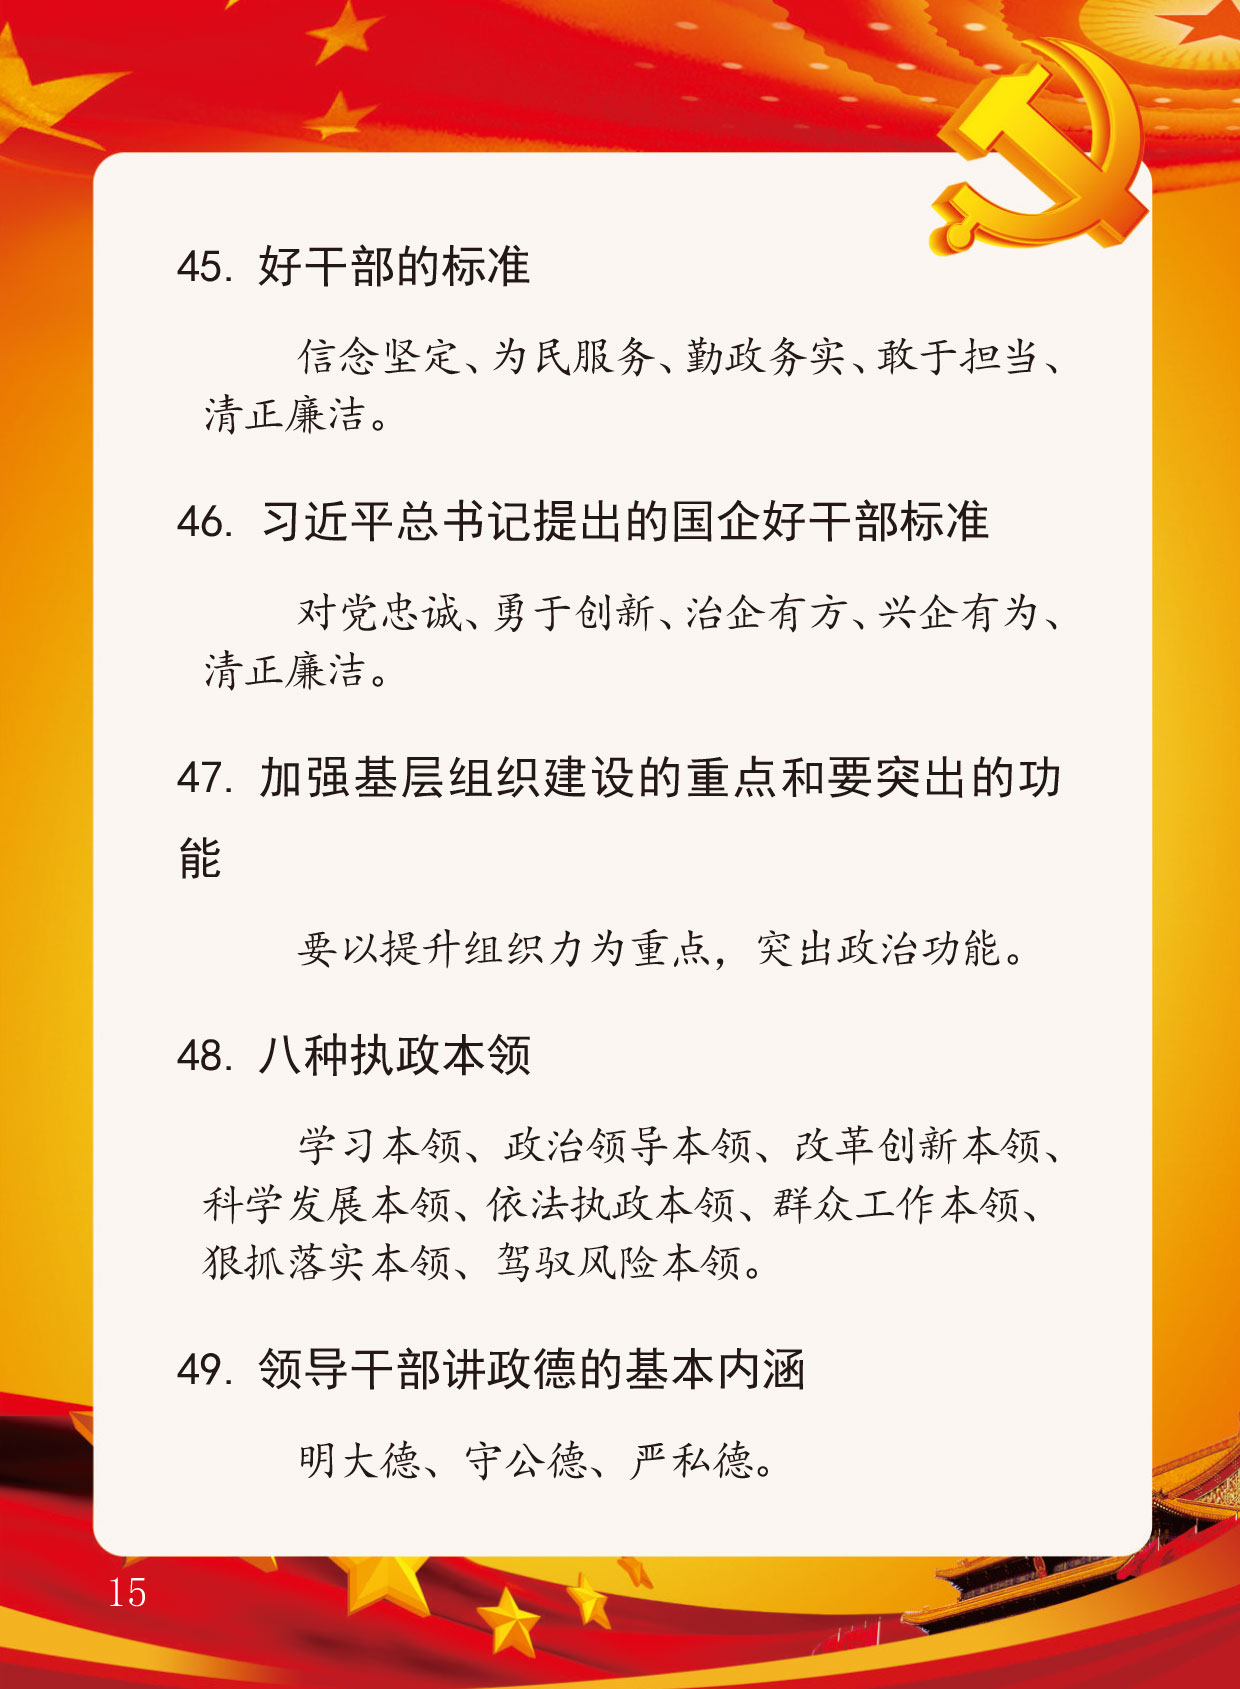 45. 好干部的标准
信念坚定、为民服务、勤政务实、敢于担当、
清正廉洁。
46. 习近平总书记提出的国企好干部标准
对党忠诚、勇于创新、治企有方、兴企有为、
清正廉洁。
47. 加强基层组织建设的重点和要突出的功
能
要以提升组织力为重点，突出政治功能。
48. 八种执政本领
学习本领、政治领导本领、改革创新本领、
科学发展本领、依法执政本领、群众工作本领、
狠抓落实本领、驾驭风险本领。
49. 领导干部讲政德的基本内涵
明大德、守公德、严私德。
15